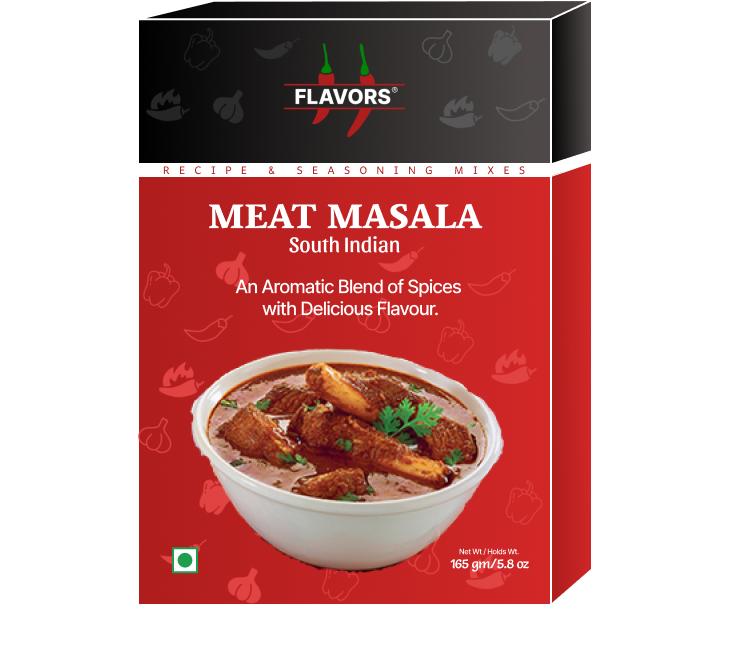 FLAVORS®
RECIPE & SEASONING MIXES
MEAT MASALA
South Indian
An Aromatic Blend of Spices
with Delicious Flavour.
Net Wt / Holds Wt.
165 gm/5.8 oz